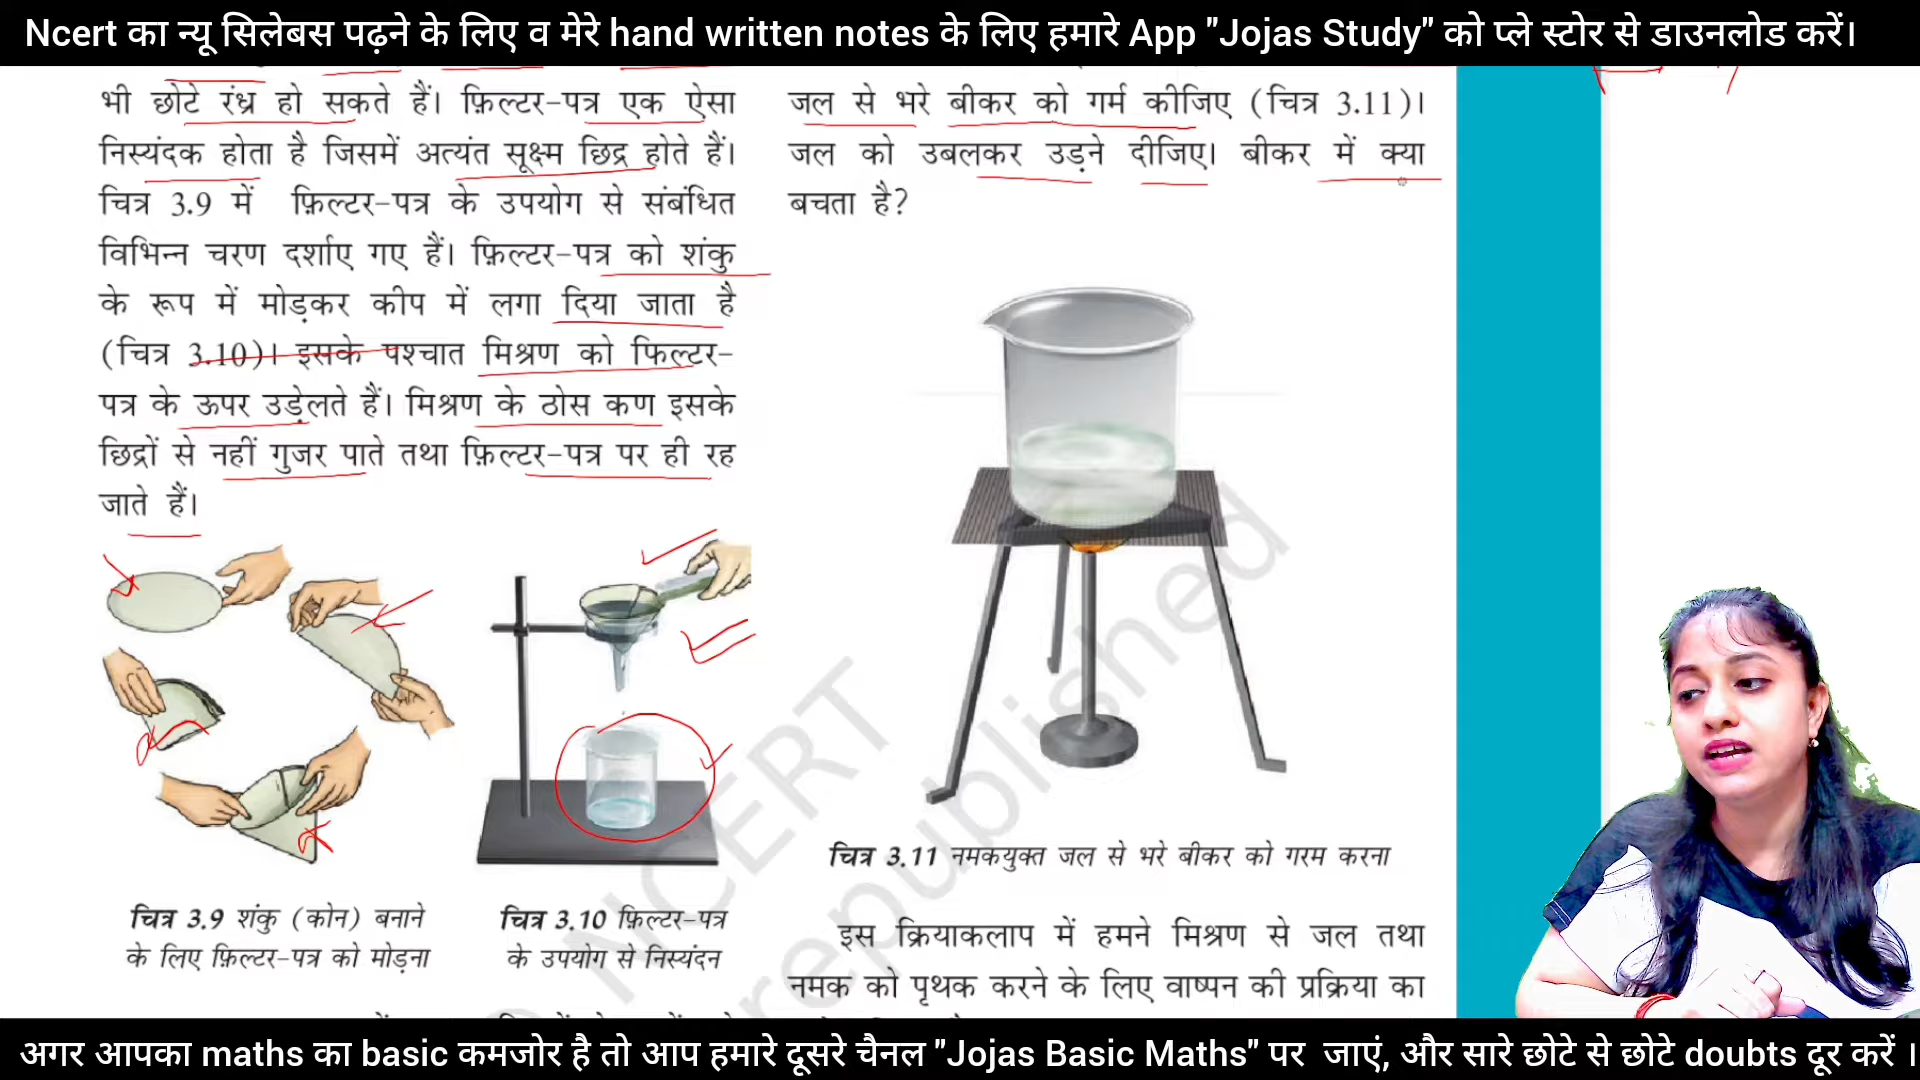 Ncert का न्यू सिलेबस पढ़ने के लिए व मेरे hand written notes के लिए हमारे App "Jojas Study" को प्ले स्टोर से डाउनलोड करें।
भी छोटे रंध्र हो सकते हैं। फ़िल्टर-पत्र एक ऐसा
निस्यंदक होता है जिसमें अत्यंत सूक्ष्म छिद्र होते हैं।
चित्र 3.9 में फ़िल्टर-पत्र के उपयोग से संबंधित
विभिन्न चरण दर्शाए गए हैं। फ़िल्टर-पत्र को शंकु
के रूप में मोड़कर कीप में लगा दिया जाता है
(चित्र 3.10)। इसके पश्चात मिश्रण को फिल्टर-
पत्र के ऊपर उड़ेलते हैं। मिश्रण के ठोस कण इसके
छिद्रों से नहीं गुजर पाते तथा फ़िल्टर-पत्र पर ही रह
जाते हैं।
चित्र 3.9 शंकु (कोन) बनाने
के लिए फ़िल्टर-पत्र को मोड़ना
चित्र 3.10 फ़िल्टर-पत्र
के उपयोग से निस्यंदन
जल से भरे बीकर को गर्म कीजिए (चित्र 3.11)।
जल को उबलकर उड़ने दीजिए। बीकर में क्या
बचता है?
चित्र 3.11 नमकयुक्त जल से भरे बीकर को गरम करना
इस क्रियाकलाप में हमने मिश्रण से जल तथा
नमक को पृथक करने के लिए वाष्पन की प्रक्रिया का
NCERT
republished
अगर आपका maths का basic कमजोर है तो आप हमारे दूसरे चैनल "Jojas Basic Maths" पर जाएं, और सारे छोटे से छोटे doubts दूर करें ।